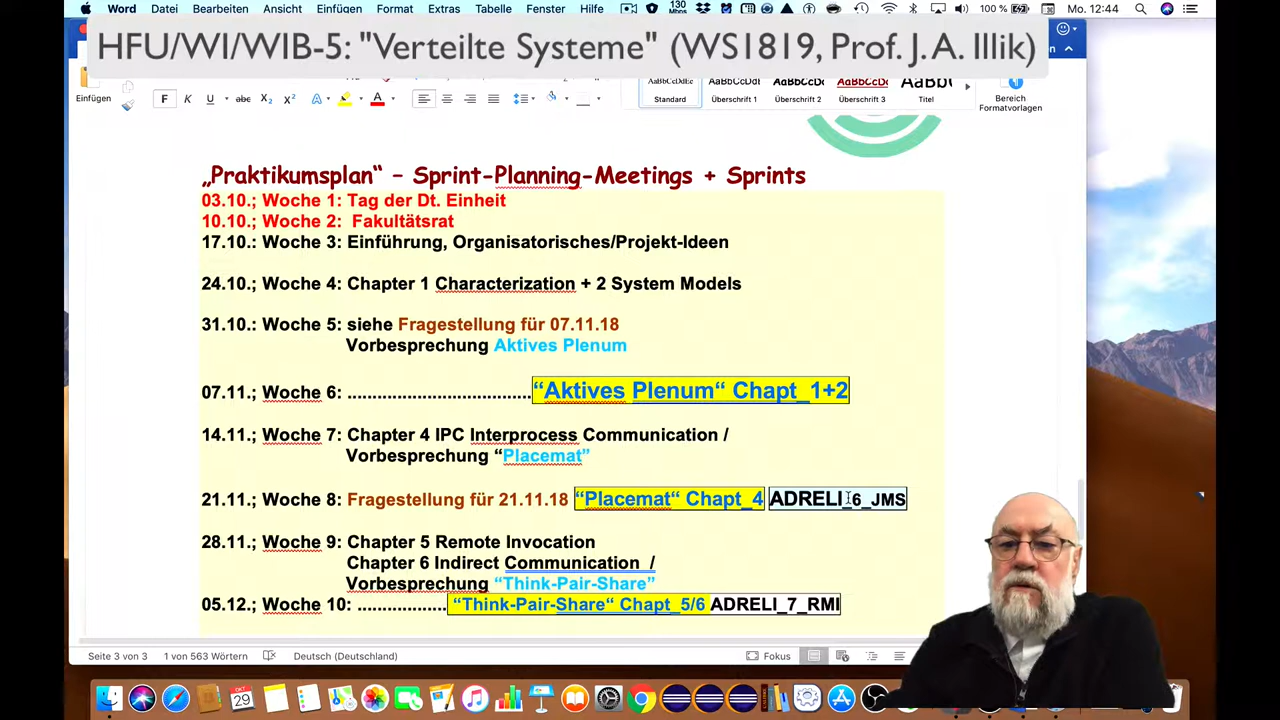 Word Datei Bearbeiten Ansicht Einfügen Format Extras Tabelle Fenster Hilfe 130 Mbps 100 % Mo. 12:44
HFU/WI/WIB-5: "Verteilte Systeme" (WS1819, Prof. J. A. Illik)
Einfügen F K U abc X2 X2 A A Standard Überschrift 1 Überschrift 2 Überschrift 3 Titel Bereich Formatvorlagen
„Praktikumsplan“ – Sprint-Planning-Meetings + Sprints
03.10.; Woche 1: Tag der Dt. Einheit
10.10.; Woche 2: Fakultätsrat
17.10.: Woche 3: Einführung, Organisatorisches/Projekt-Ideen
24.10.; Woche 4: Chapter 1 Characterization + 2 System Models
31.10.: Woche 5: siehe Fragestellung für 07.11.18
Vorbesprechung Aktives Plenum
07.11.; Woche 6: ...................................... “Aktives Plenum“ Chapt_1+2
14.11.; Woche 7: Chapter 4 IPC Interprocess Communication /
Vorbesprechung “Placemat”
21.11.; Woche 8: Fragestellung für 21.11.18 “Placemat“ Chapt_4 ADRELI_6_JMS
28.11.; Woche 9: Chapter 5 Remote Invocation
Chapter 6 Indirect Communication /
Vorbesprechung “Think-Pair-Share”
05.12.; Woche 10: .................. “Think-Pair-Share“ Chapt_5/6 ADRELI_7_RMI
Seite 3 von 3 1 von 563 Wörtern Deutsch (Deutschland) Fokus
OKT
29